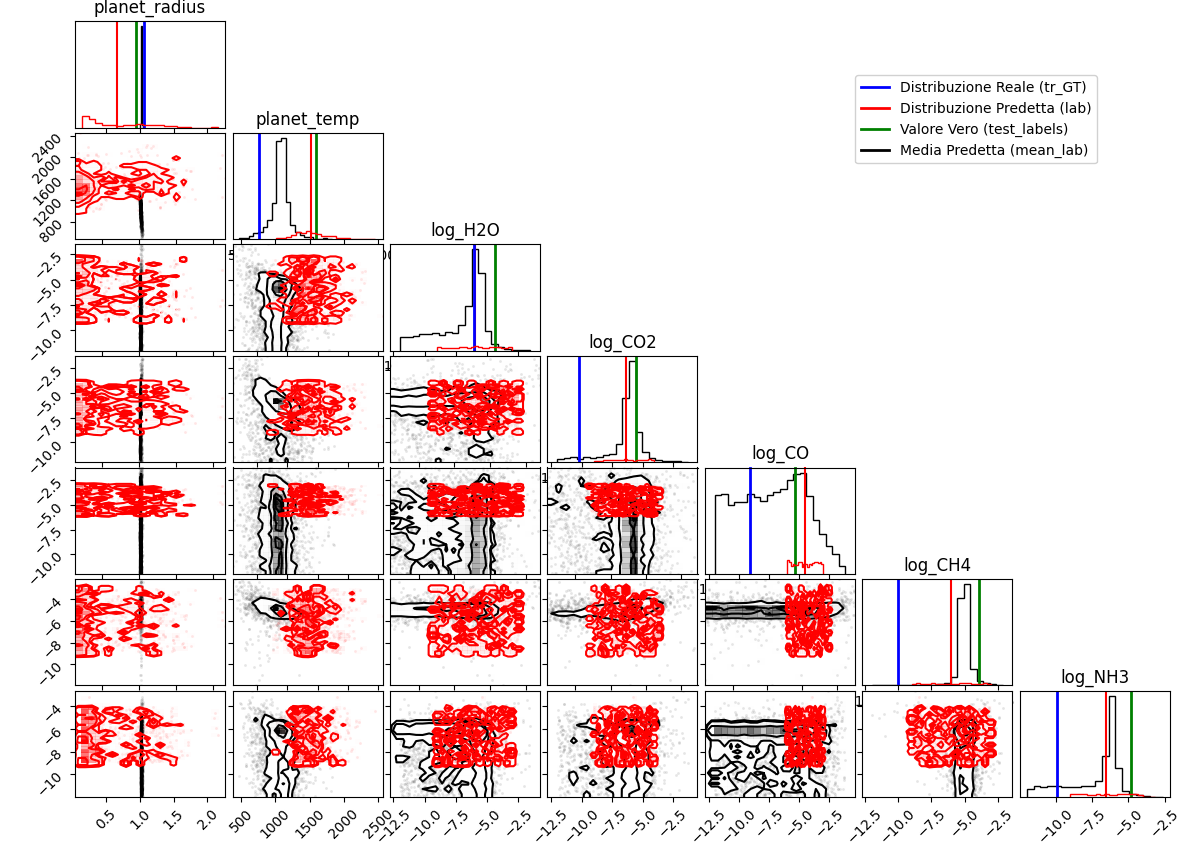 planet_radius
planet_temp
Distribuzione Reale (tr_GT)
Distribuzione Predetta (lab)
Valore Vero (test_labels)
Media Predetta (mean_lab)
2400
2000
1600
1200
800
log_H2O
−2.5
−5.0
−7.5
−10.0
log_CO2
−2.5
−5.0
−7.5
−10.0
log_CO
−2.5
−5.0
−7.5
−10.0
log_CH4
−4
−6
−8
−10
log_NH3
−4
−6
−8
−10
0.5 1.0 2.0 500 1000 1500 2000 2500 −12.5 −10.0 −7.5 −5.0 −2.5 −12.5 −10.0 −7.5 −5.0 −2.5 −12.5 −10.0 −7.5 −5.0 −2.5 −12.5 −10.0 −7.5 −5.0 −2.5 −10.0 −7.5 −5.0 −2.5